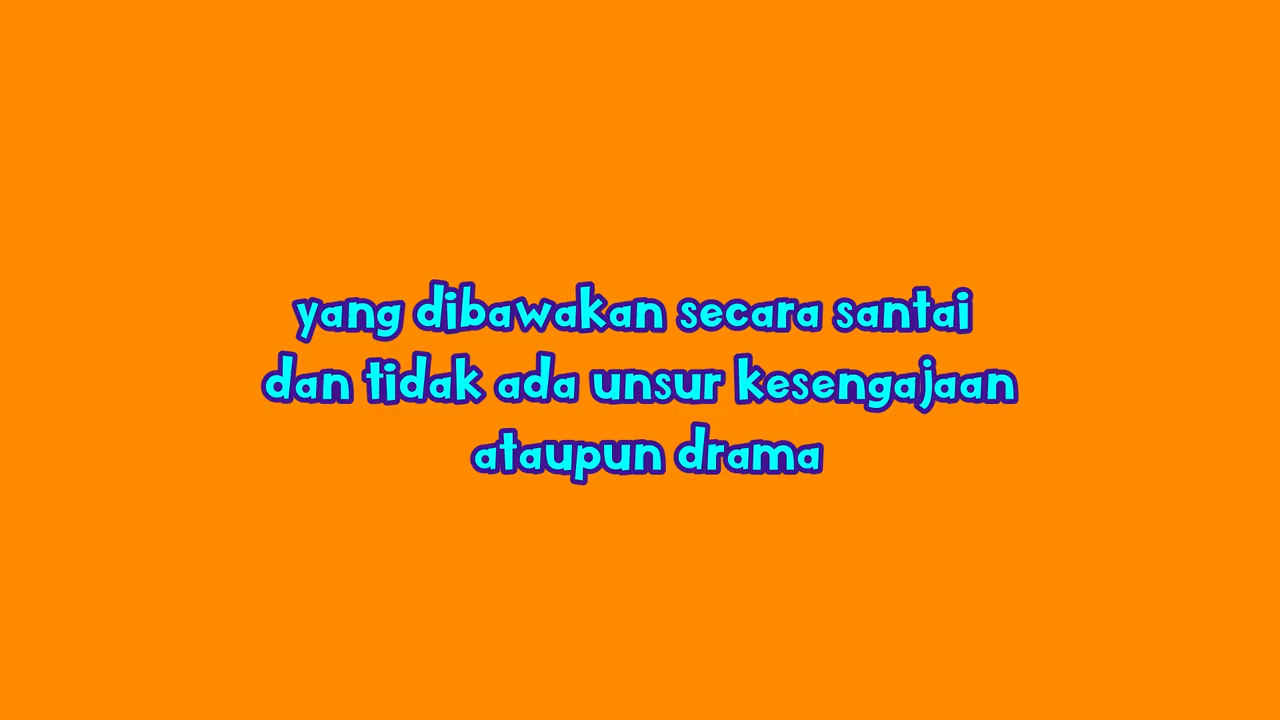 yang dibawakan secara santai
dan tidak ada unsur kesengajaan
ataupun drama